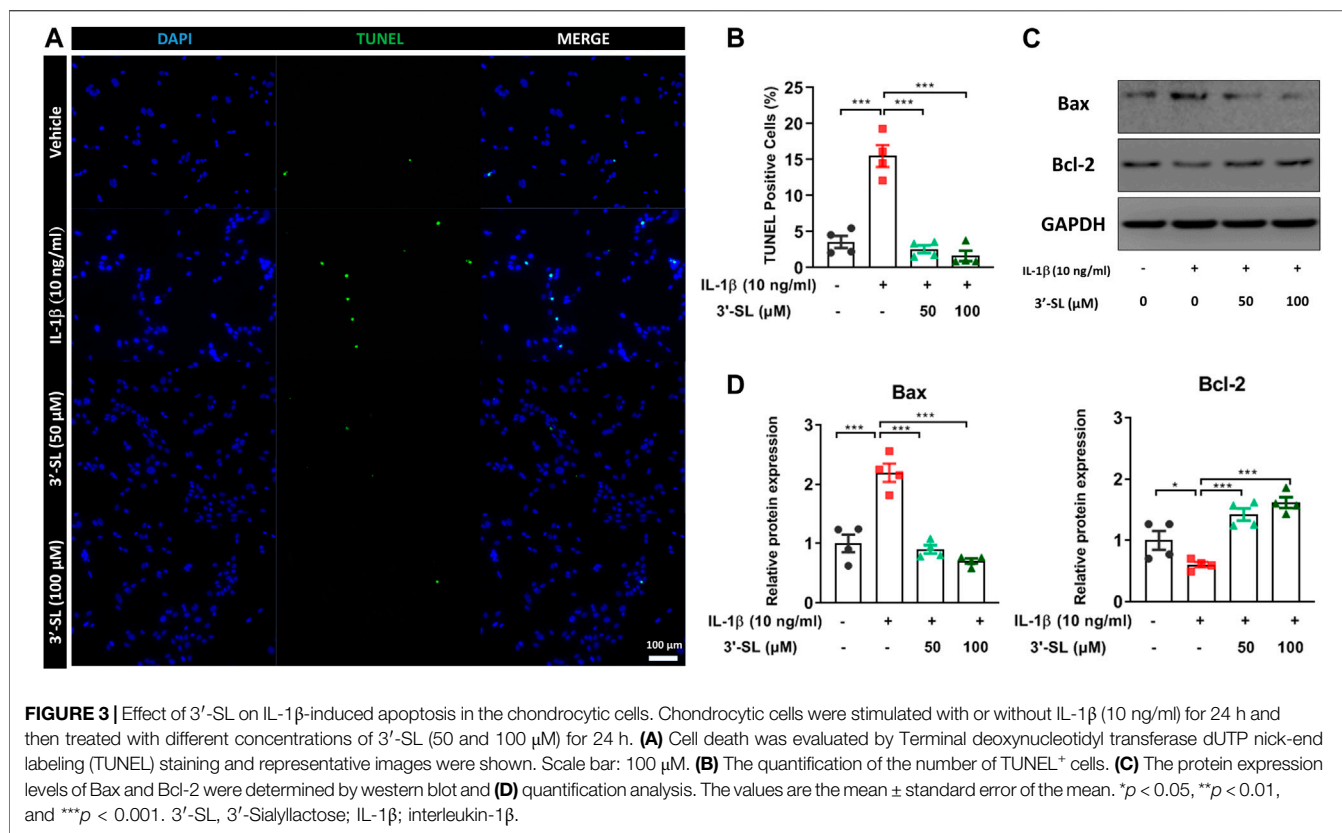 A
DAPI TUNEL MERGE
Vehicle
IL-1β (10 ng/ml)
3′-SL (50 μM)
3′-SL (100 μM)
100 μm
B
TUNEL Positive Cells (%)
25
20
15
10
5
0
*** *** ***
IL-1β (10 ng/ml) - + + +
3'-SL (μM) - - 50 100
C
Bax
Bcl-2
GAPDH
IL-1β (10 ng/ml) - + + +
3′-SL (μM) 0 0 50 100
D
Bax
Relative protein expression
3
2
1
0
*** *** ***
IL-1β (10 ng/ml) - + + +
3'-SL (μM) - - 50 100
Bcl-2
Relative protein expression
3
2
1
0
* *** ***
IL-1β (10 ng/ml) - + + +
3'-SL (μM) - - 50 100
FIGURE 3 | Effect of 3′-SL on IL-1β-induced apoptosis in the chondrocytic cells. Chondrocytic cells were stimulated with or without IL-1β (10 ng/ml) for 24 h and
then treated with different concentrations of 3′-SL (50 and 100 μM) for 24 h. (A) Cell death was evaluated by Terminal deoxynucleotidyl transferase dUTP nick-end
labeling (TUNEL) staining and representative images were shown. Scale bar: 100 μM. (B) The quantification of the number of TUNEL+ cells. (C) The protein expression
levels of Bax and Bcl-2 were determined by western blot and (D) quantification analysis. The values are the mean ± standard error of the mean. *p < 0.05, **p < 0.01,
and ***p < 0.001. 3′-SL, 3′-Sialyllactose; IL-1β; interleukin-1β.